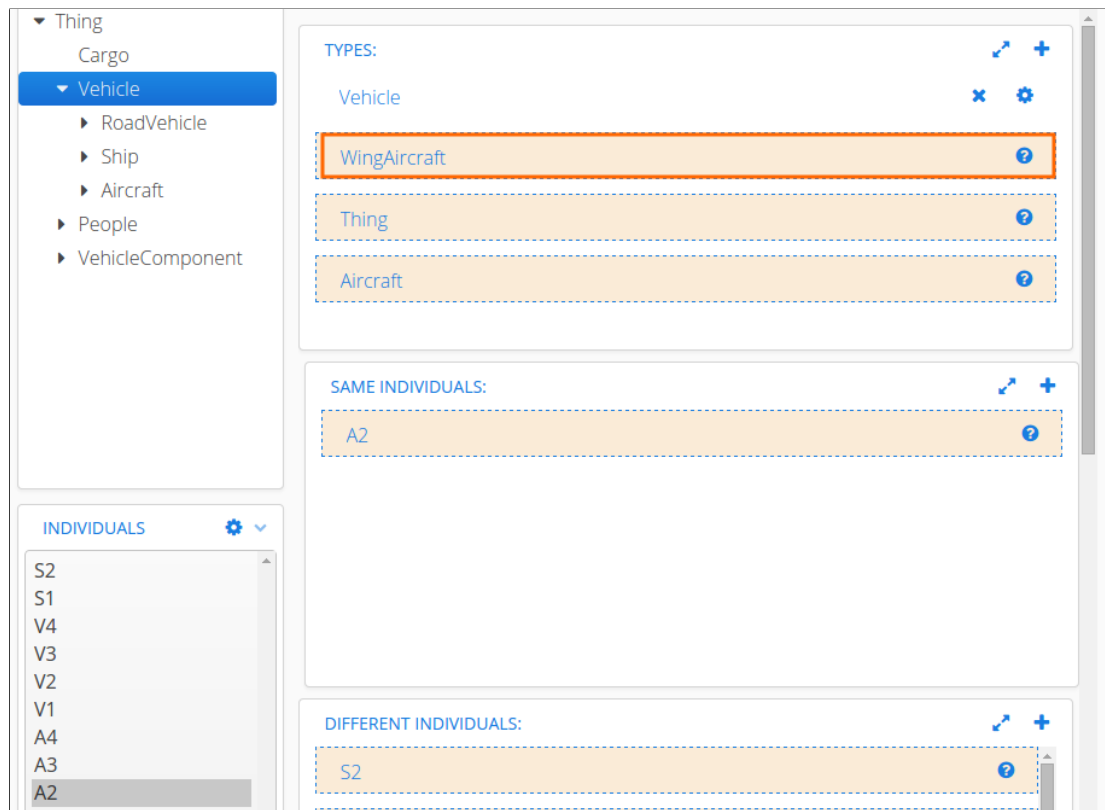 Thing
Cargo
Vehicle
RoadVehicle
Ship
Aircraft
People
VehicleComponent
INDIVIDUALS
S2
S1
V4
V3
V2
V1
A4
A3
A2
TYPES:
Vehicle
WingAircraft
Thing
Aircraft
SAME INDIVIDUALS:
A2
DIFFERENT INDIVIDUALS:
S2